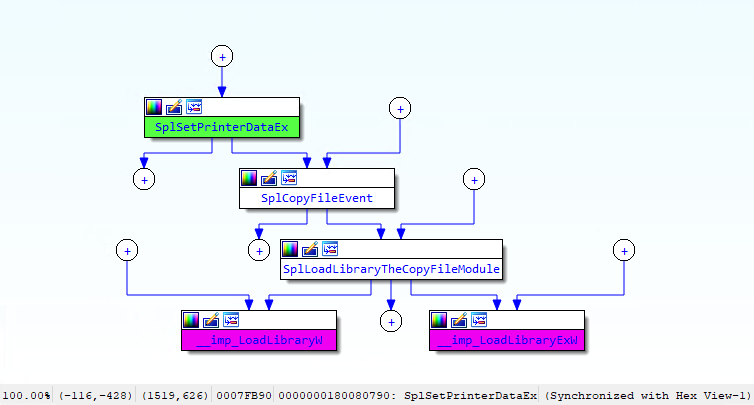 +
SplSetPrinterDataEx
+
+
SplCopyFileEvent
+
+
+
SplLoadLibraryTheCopyFileModule
+
+
__imp_LoadLibraryW
+
__imp_LoadLibraryExW
100.00% (-116,-428) (1519,626) 0007FB90 0000000180080790: SplSetPrinterDataEx (Synchronized with Hex View-1)